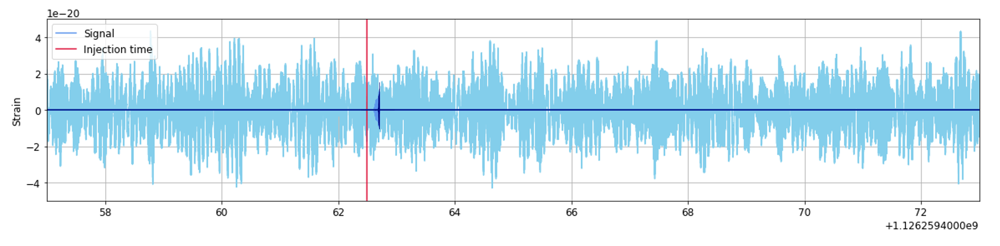 1e−20
Signal
Injection time
4
2
0
−2
−4
Strain
58 60 62 64 66 68 70 72
+1.1262594000e9